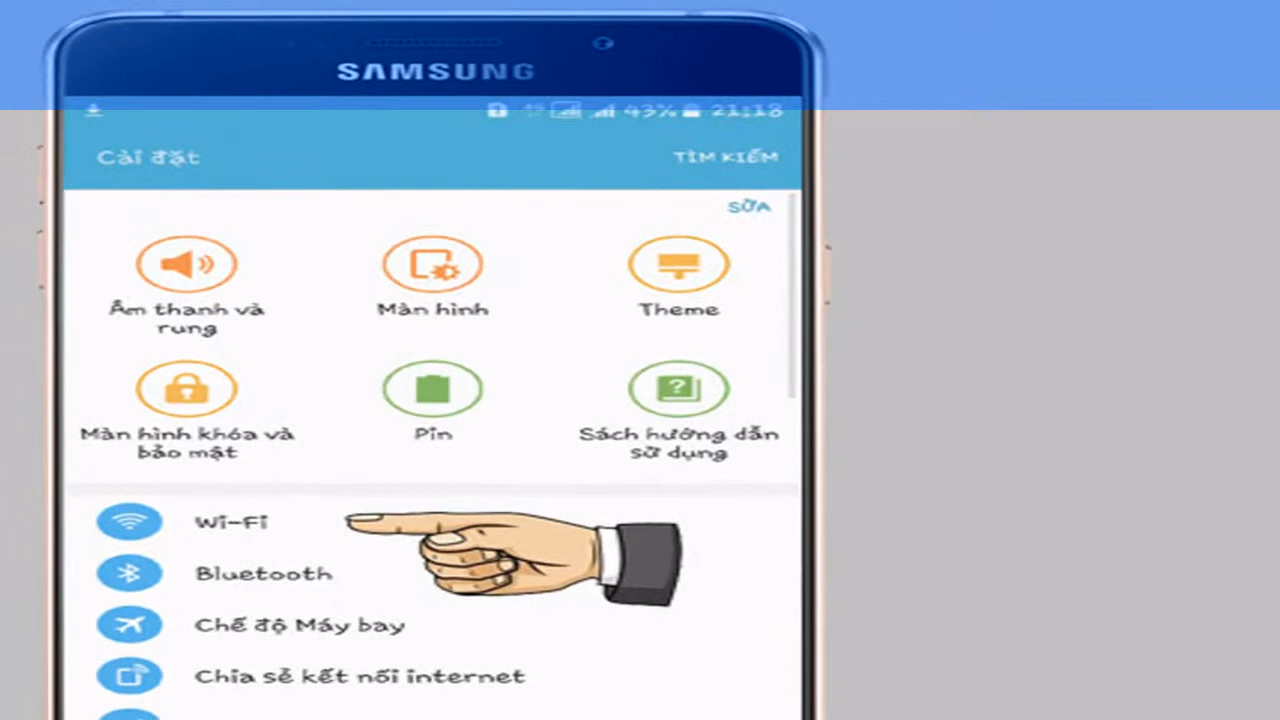 SAMSUNG
43% 21:18
Cài đặt TÌM KIẾM
SỬA
Âm thanh và rung
Màn hình
Theme
Màn hình khóa và bảo mật
Pin
Sách hướng dẫn sử dụng
Wi-Fi
Bluetooth
Chế độ Máy bay
Chia sẻ kết nối internet